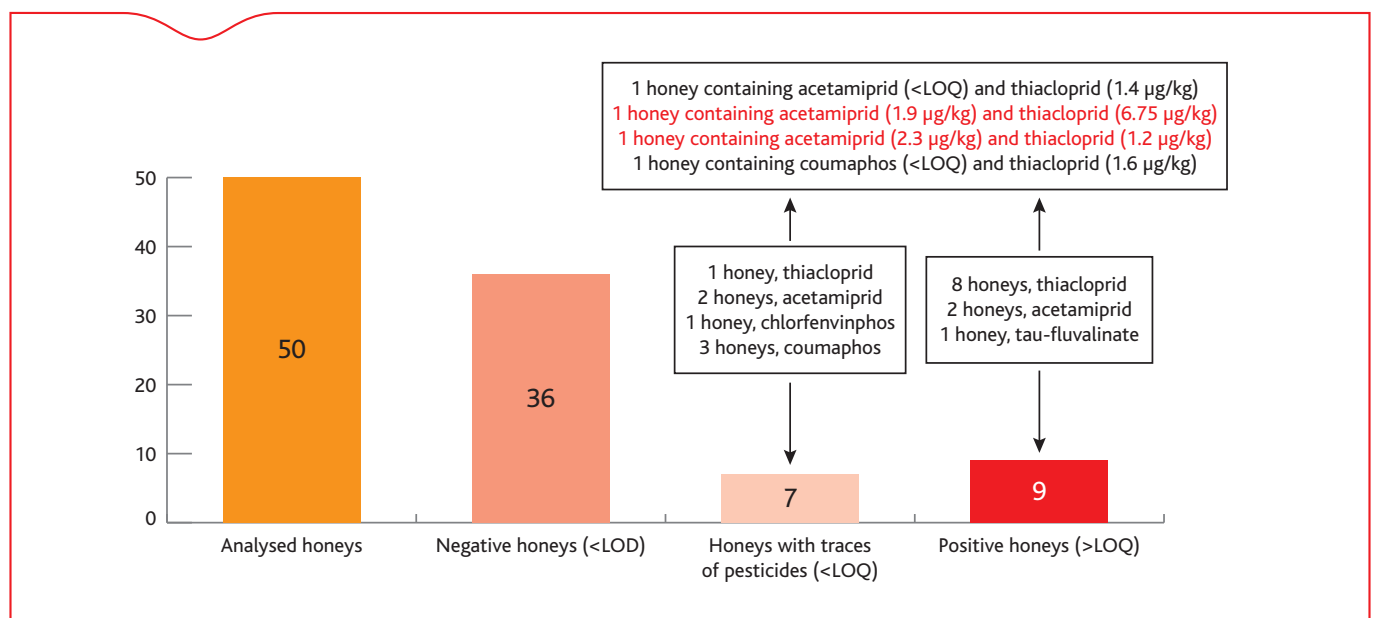 1 honey containing acetamiprid (<LOQ) and thiacloprid (1.4 µg/kg)
1 honey containing acetamiprid (1.9 µg/kg) and thiacloprid (6.75 µg/kg)
1 honey containing acetamiprid (2.3 µg/kg) and thiacloprid (1.2 µg/kg)
1 honey containing coumaphos (<LOQ) and thiacloprid (1.6 µg/kg)
1 honey, thiacloprid
2 honeys, acetamiprid
1 honey, chlorfenvinphos
3 honeys, coumaphos
8 honeys, thiacloprid
2 honeys, acetamiprid
1 honey, tau-fluvalinate
50
40
30
20
10
0
50
36
7
9
Analysed honeys
Negative honeys (<LOD)
Honeys with traces
of pesticides (<LOQ)
Positive honeys (>LOQ)